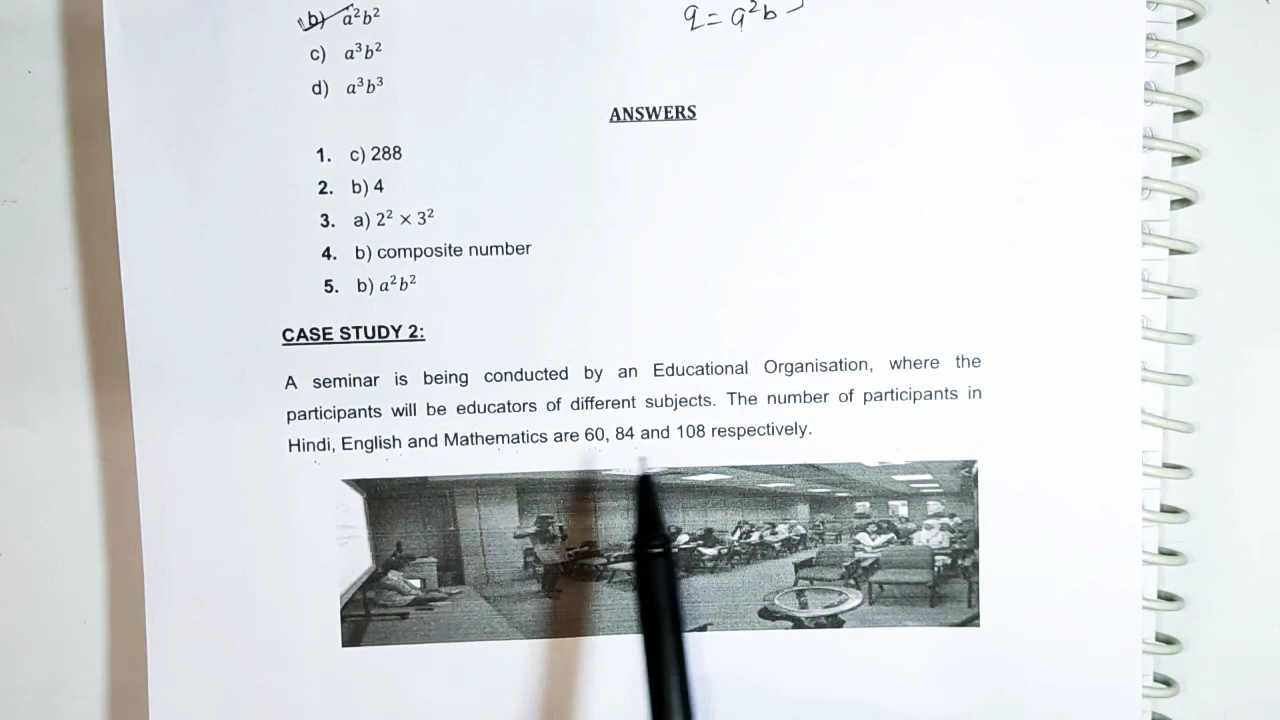 b) a²b²
q = a²b
c) a³b²
d) a³b³
ANSWERS
1. c) 288
2. b) 4
3. a) 2² × 3²
4. b) composite number
5. b) a²b²
CASE STUDY 2:
A seminar is being conducted by an Educational Organisation, where the
participants will be educators of different subjects. The number of participants in
Hindi, English and Mathematics are 60, 84 and 108 respectively.